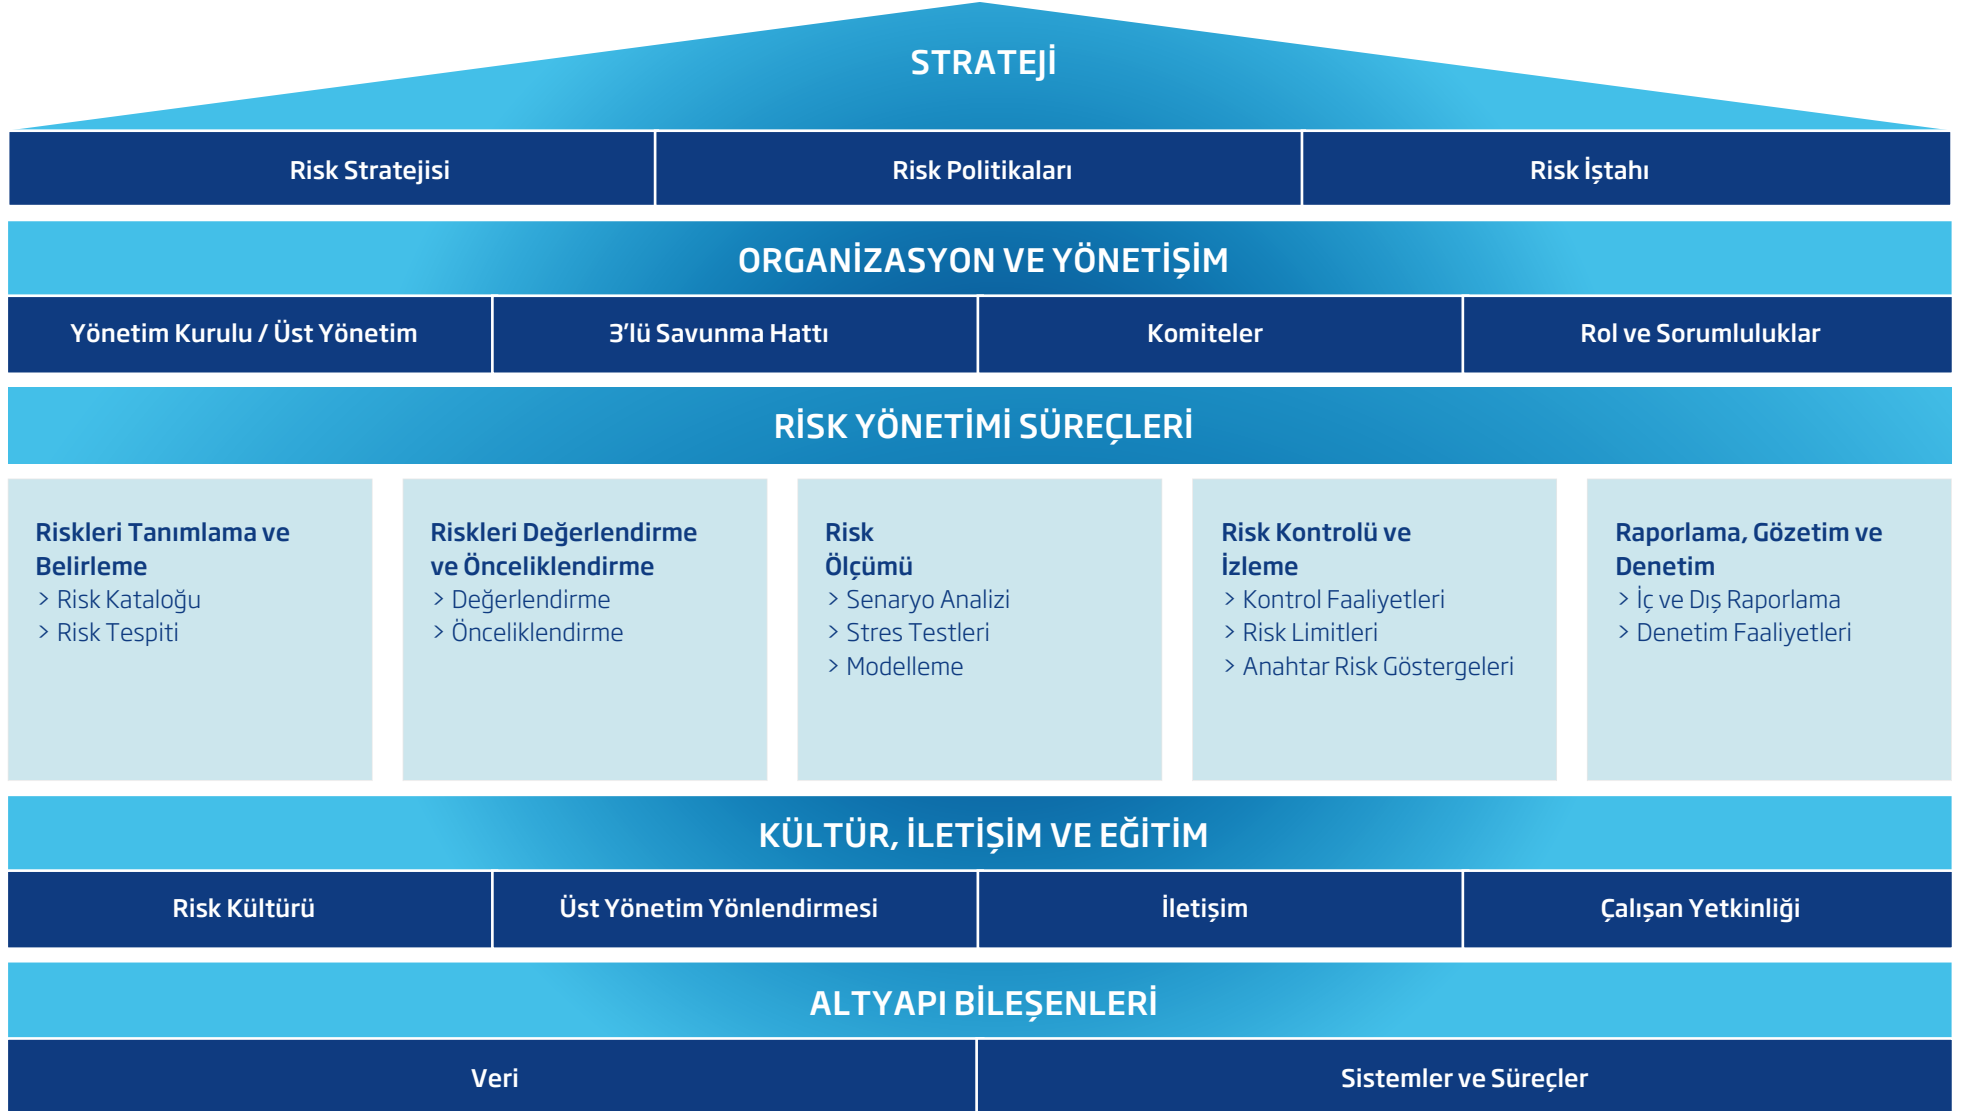 STRATEJİ
Risk Stratejisi
Risk Politikaları
Risk İştahı
ORGANİZASYON VE YÖNETİŞİM
Yönetim Kurulu / Üst Yönetim
3'lü Savunma Hattı
Komiteler
Rol ve Sorumluluklar
RİSK YÖNETİMİ SÜREÇLERİ
Riskleri Tanımlama ve
Belirleme
> Risk Kataloğu
> Risk Tespiti
Riskleri Değerlendirme
ve Önceliklendirme
> Değerlendirme
> Önceliklendirme
Risk
Ölçümü
> Senaryo Analizi
> Stres Testleri
> Modelleme
Risk Kontrolü ve
İzleme
> Kontrol Faaliyetleri
> Risk Limitleri
> Anahtar Risk Göstergeleri
Raporlama, Gözetim ve
Denetim
> İç ve Dış Raporlama
> Denetim Faaliyetleri
KÜLTÜR, İLETİŞİM VE EĞİTİM
Risk Kültürü
Üst Yönetim Yönlendirmesi
İletişim
Çalışan Yetkinliği
ALTYAPI BİLEŞENLERİ
Veri
Sistemler ve Süreçler